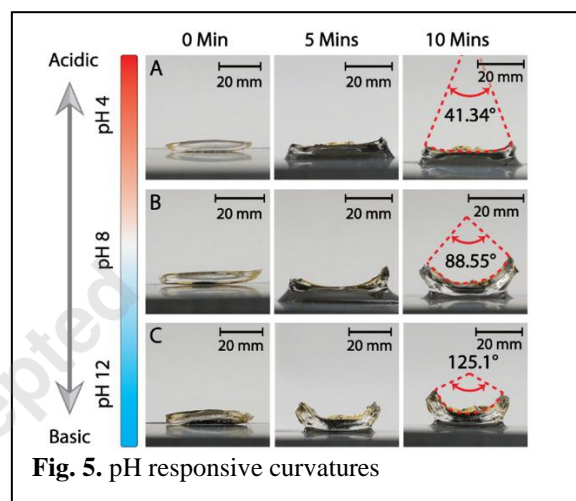 0 Min 5 Mins 10 Mins
Acidic
pH 4
pH 8
pH 12
Basic
A
20 mm
20 mm
20 mm
41.34°
B
20 mm
20 mm
20 mm
88.55°
C
20 mm
20 mm
20 mm
125.1°
epted
Fig. 5. pH responsive curvatures